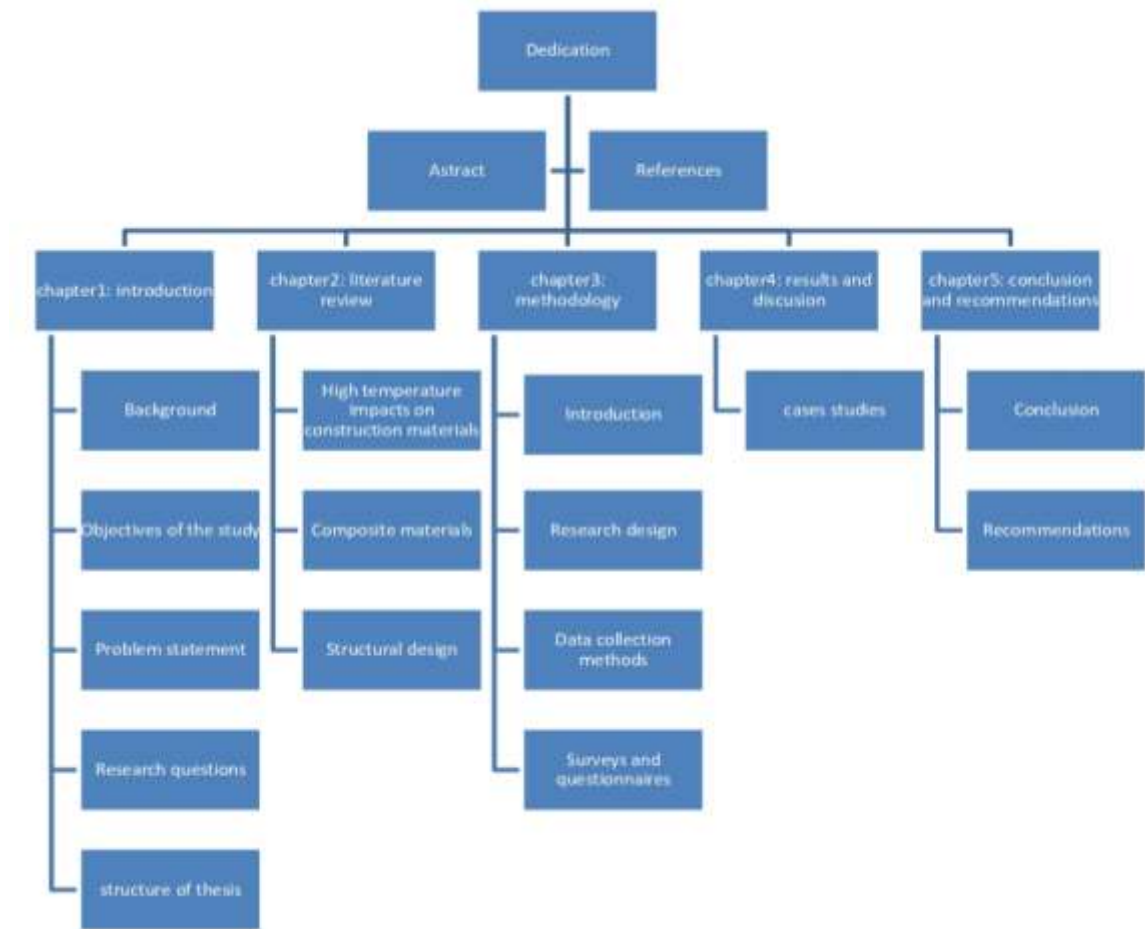 Dedication
Astract
References
chapter1: introduction
chapter2: literature
review
chapter3:
methodology
chapter4: results and
discusion
chapter5: conclusion
and recommendations
Background
Objectives of the study
Problem statement
Research questions
structure of thesis
High temperature
impacts on
construction materials
Composite materials
Structural design
Introduction
Research design
Data collection
methods
Surveys and
questionnaires
cases studies
Conclusion
Recommendations